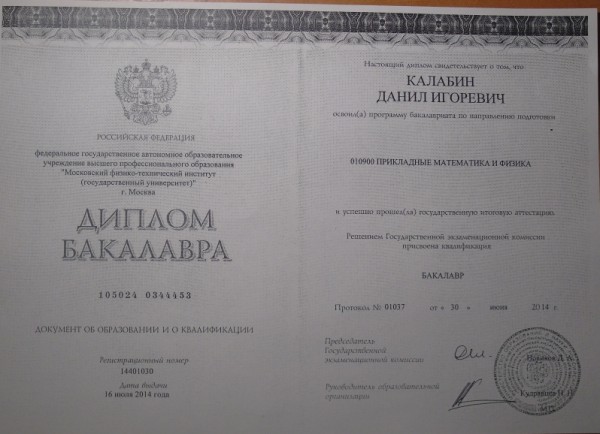 РОССИЙСКАЯ ФЕДЕРАЦИЯ
федеральное государственное автономное образовательное
учреждение высшего профессионального образования
"Московский физико-технический институт
(государственный университет)"
г. Москва
ДИПЛОМ
БАКАЛАВРА
105024 0344453
ДОКУМЕНТ ОБ ОБРАЗОВАНИИ И О КВАЛИФИКАЦИИ
Регистрационный номер
14401030
Дата выдачи
16 июля 2014 года
Настоящий диплом свидетельствует о том, что
КАЛАБИН
ДАНИЛ ИГОРЕВИЧ
освоил(а) программу бакалавриата по направлению подготовки
010900 ПРИКЛАДНЫЕ МАТЕМАТИКА И ФИЗИКА
и успешно прошел(ла) государственную итоговую аттестацию.
Решением Государственной экзаменационной комиссии
присвоена квалификация
БАКАЛАВР
Протокол № 01037 от « 30 » июня 2014 г.
Председатель
Государственной
экзаменационной комиссии
Руководитель образовательной
организации
Кудрявцев Н. Н.